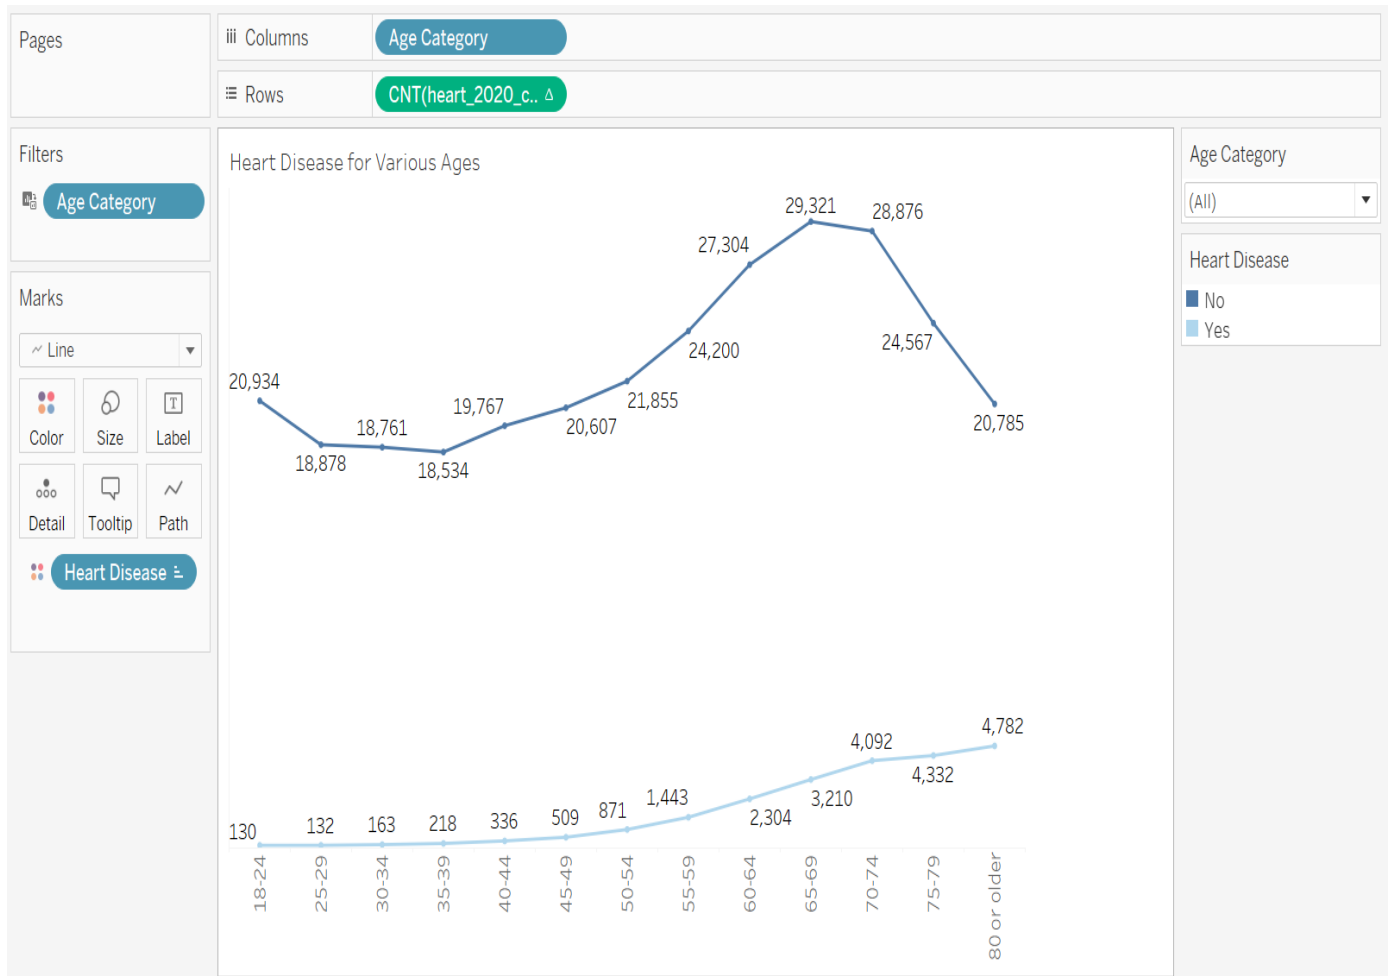 Pages
iii Columns
Age Category
Rows
CNT(heart_2020_c.. Δ
Filters
Age Category
Marks
Line
Color
Size
T
Label
Detail
Tooltip
Path
Heart Disease
Heart Disease for Various Ages
29,321
28,876
27,304
24,200
24,567
20,934
21,855
19,767
20,607
20,785
18,761
18,878
18,534
4,782
4,092
4,332
3,210
2,304
1,443
871
509
336
218
163
132
130
18-24
25-29
30-34
35-39
40-44
45-49
50-54
55-59
60-64
65-69
70-74
75-79
80 or older
Age Category
(All)
Heart Disease
No
Yes